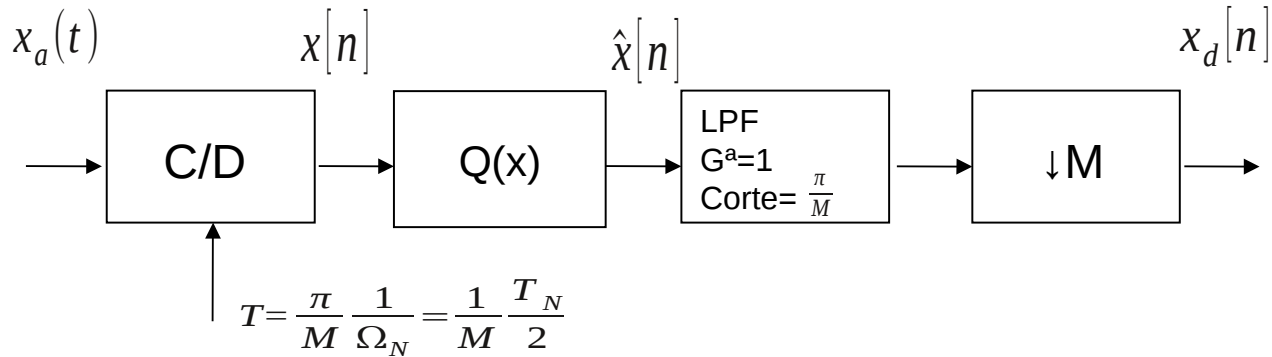 x_a(t) x[n] x̂[n] x_d[n]
C/D
Q(x)
LPF
Gª=1
Corte= π/M
↓M
T= π/M 1/Ω_N = 1/M T_N/2